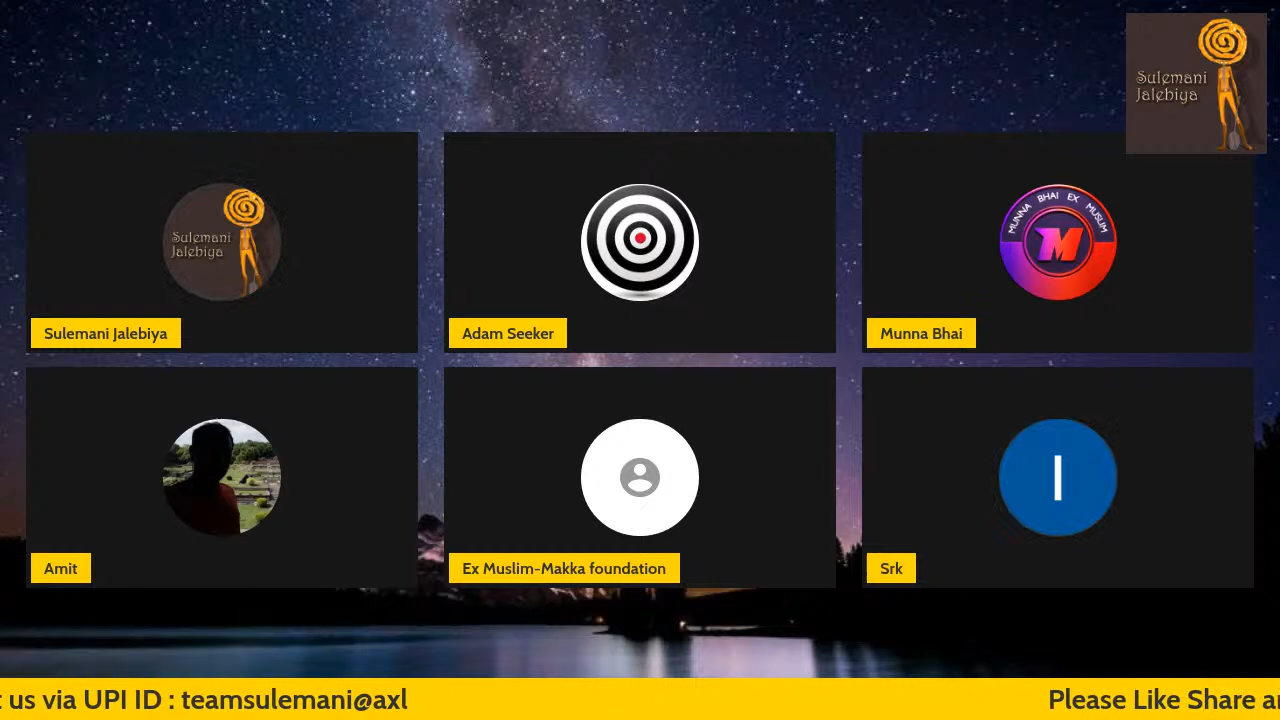 Sulemani
Jalebiya
Sulemani
Jalebiya
MUNNA BHAI EX MUSLIM
M
Sulemani Jalebiya
Adam Seeker
Munna Bhai
I
Amit
Ex Muslim-Makka foundation
Srk
us via UPI ID : teamsulemani@axl
Please Like Share